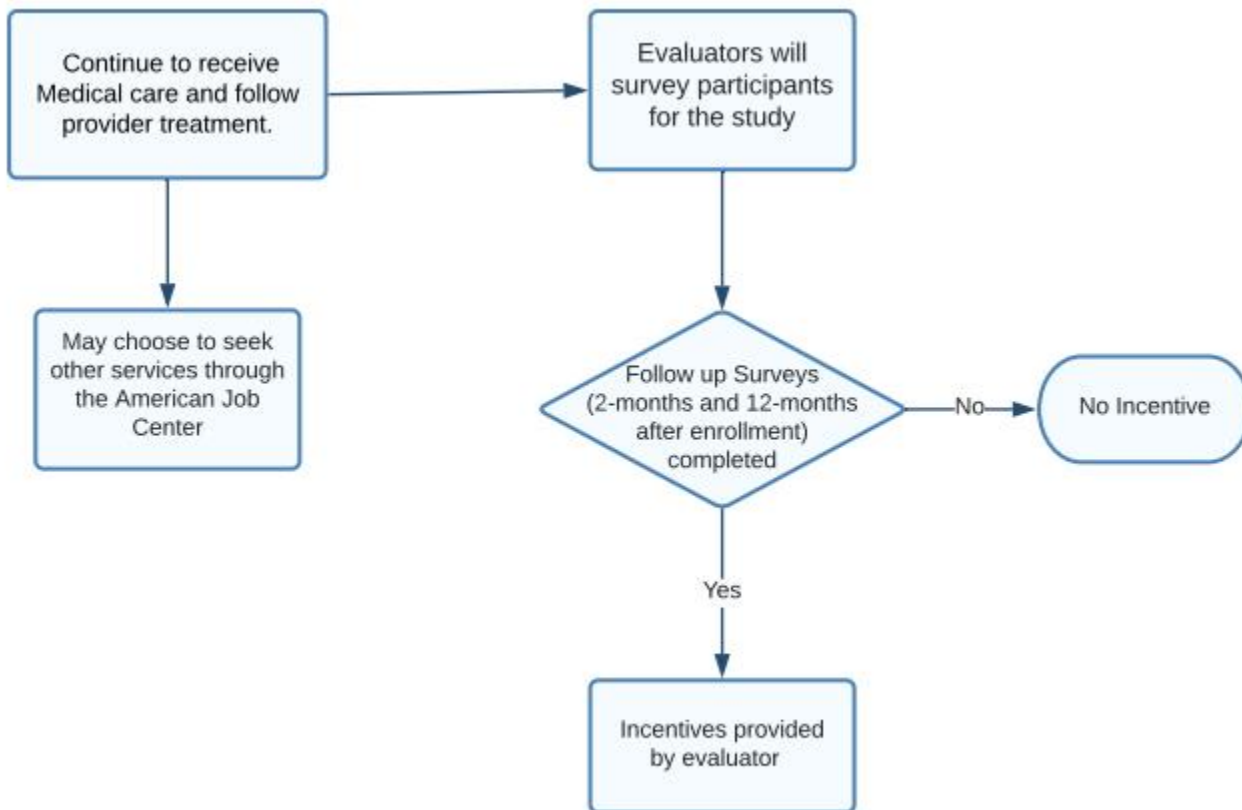 Continue to receive
Medical care and follow
provider treatment.
Evaluators will
survey participants
for the study
May choose to seek
other services through
the American Job
Center
Follow up Surveys
(2-months and 12-months
after enrollment)
completed
No
No Incentive
Yes
Incentives provided
by evaluator